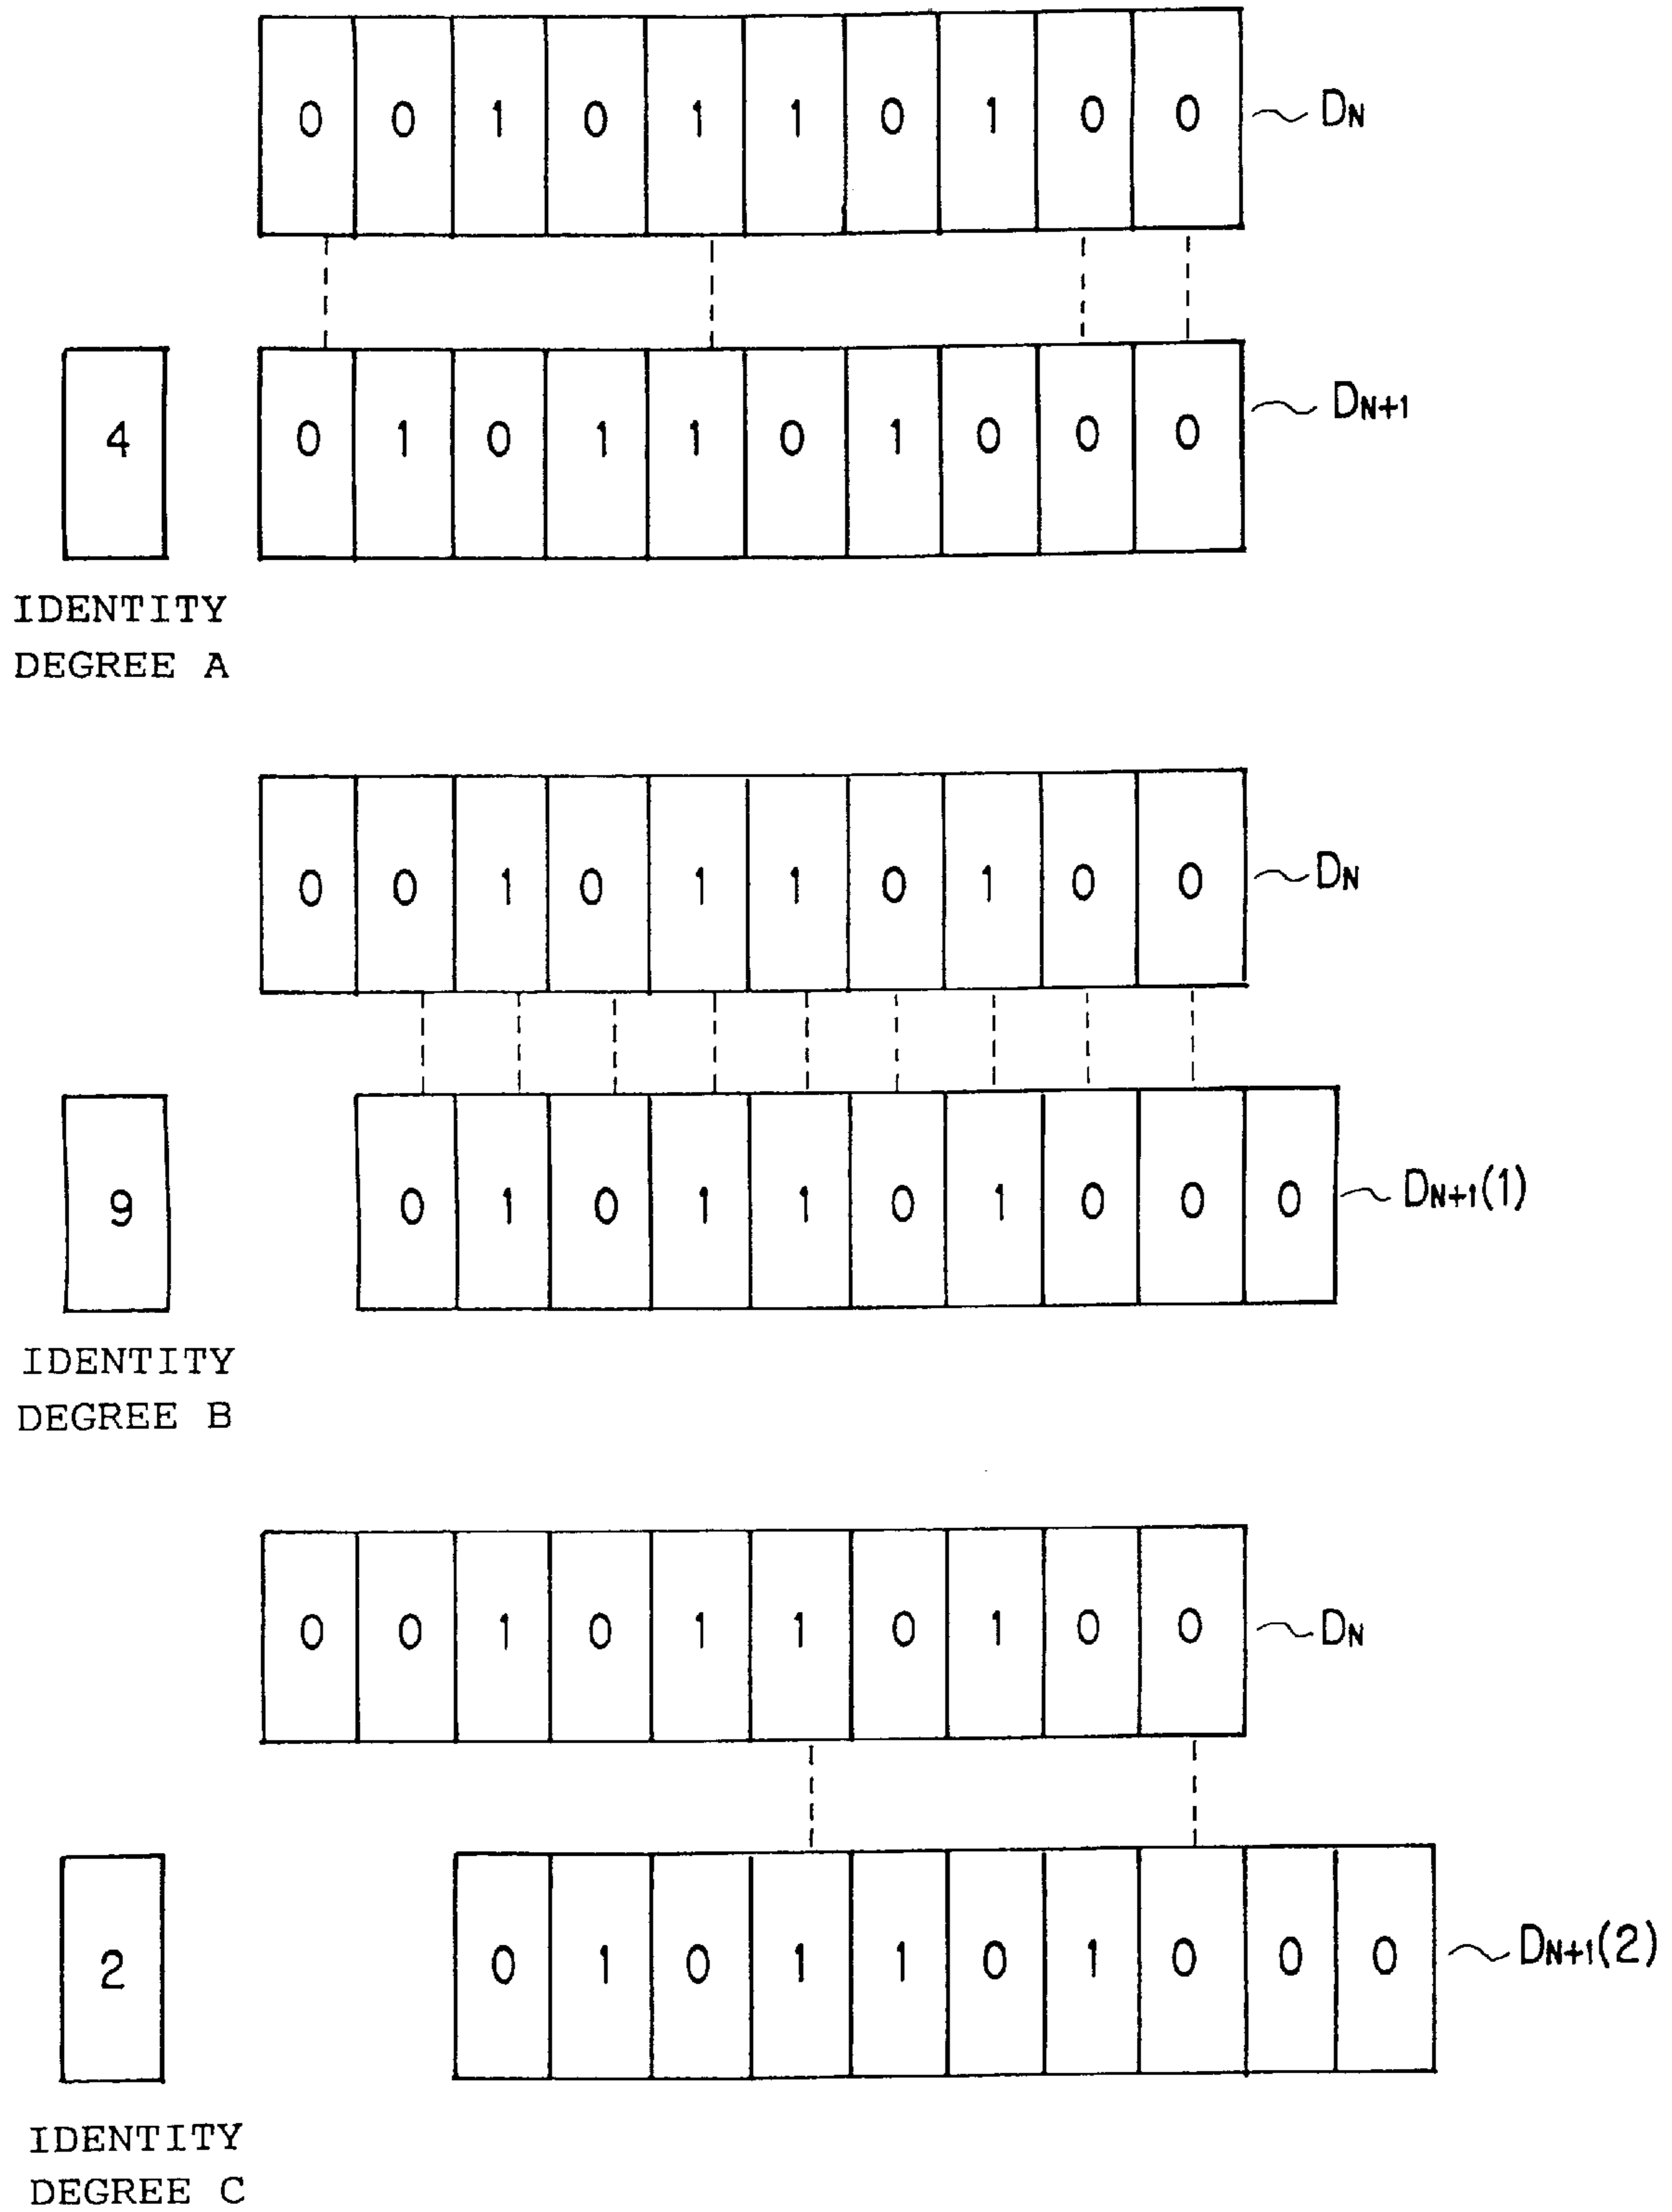 0 0 1 0 1 1 0 1 0 0 DN
4 0 1 0 1 1 0 1 0 0 0 DN+1
IDENTITY
DEGREE A
0 0 1 0 1 1 0 1 0 0 DN
9 0 1 0 1 1 0 1 0 0 0 DN+1(1)
IDENTITY
DEGREE B
0 0 1 0 1 1 0 1 0 0 DN
2 0 1 0 1 1 0 1 0 0 0 DN+1(2)
IDENTITY
DEGREE C